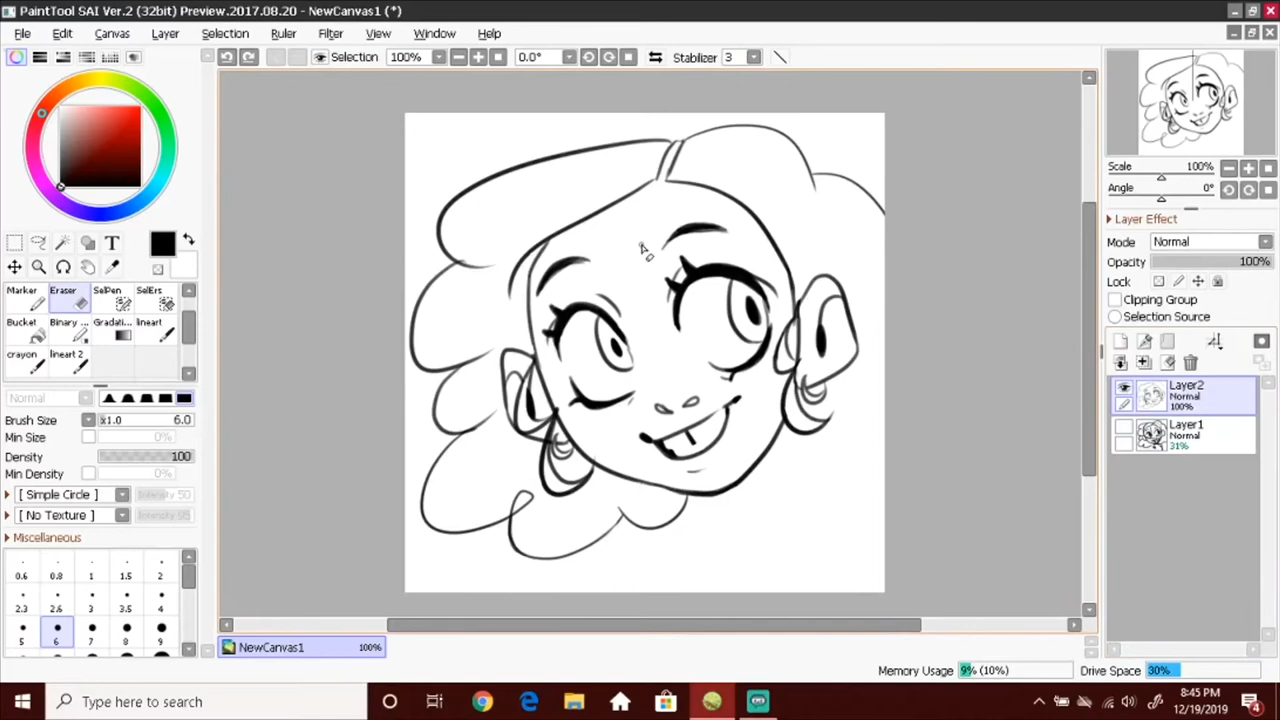 PaintTool SAI Ver.2 (32bit) Preview.2017.08.20 - NewCanvas1 (*)
File Edit Canvas Layer Selection Ruler Filter View Window Help
Selection 100% 0.0° Stabilizer 3
T
Marker Eraser SelPen SelErs
Bucket Binary ... Gradati... lineart
crayon lineart 2
Normal
Brush Size x1.0 6.0
Min Size 0%
Density 100
Min Density 0%
[ Simple Circle ] Intensity 50
[ No Texture ] Intensity 95
Miscellaneous
0.6 0.8 1 1.5 2
2.3 2.6 3 3.5 4
5 6 7 8 9
Scale 100%
Angle 0°
Layer Effect
Mode Normal
Opacity 100%
Lock
Clipping Group
Selection Source
Layer2
Normal
100%
Layer1
Normal
31%
NewCanvas1 100%
Memory Usage 9% (10%) Drive Space 30%
Type here to search
8:45 PM
12/19/2019
4